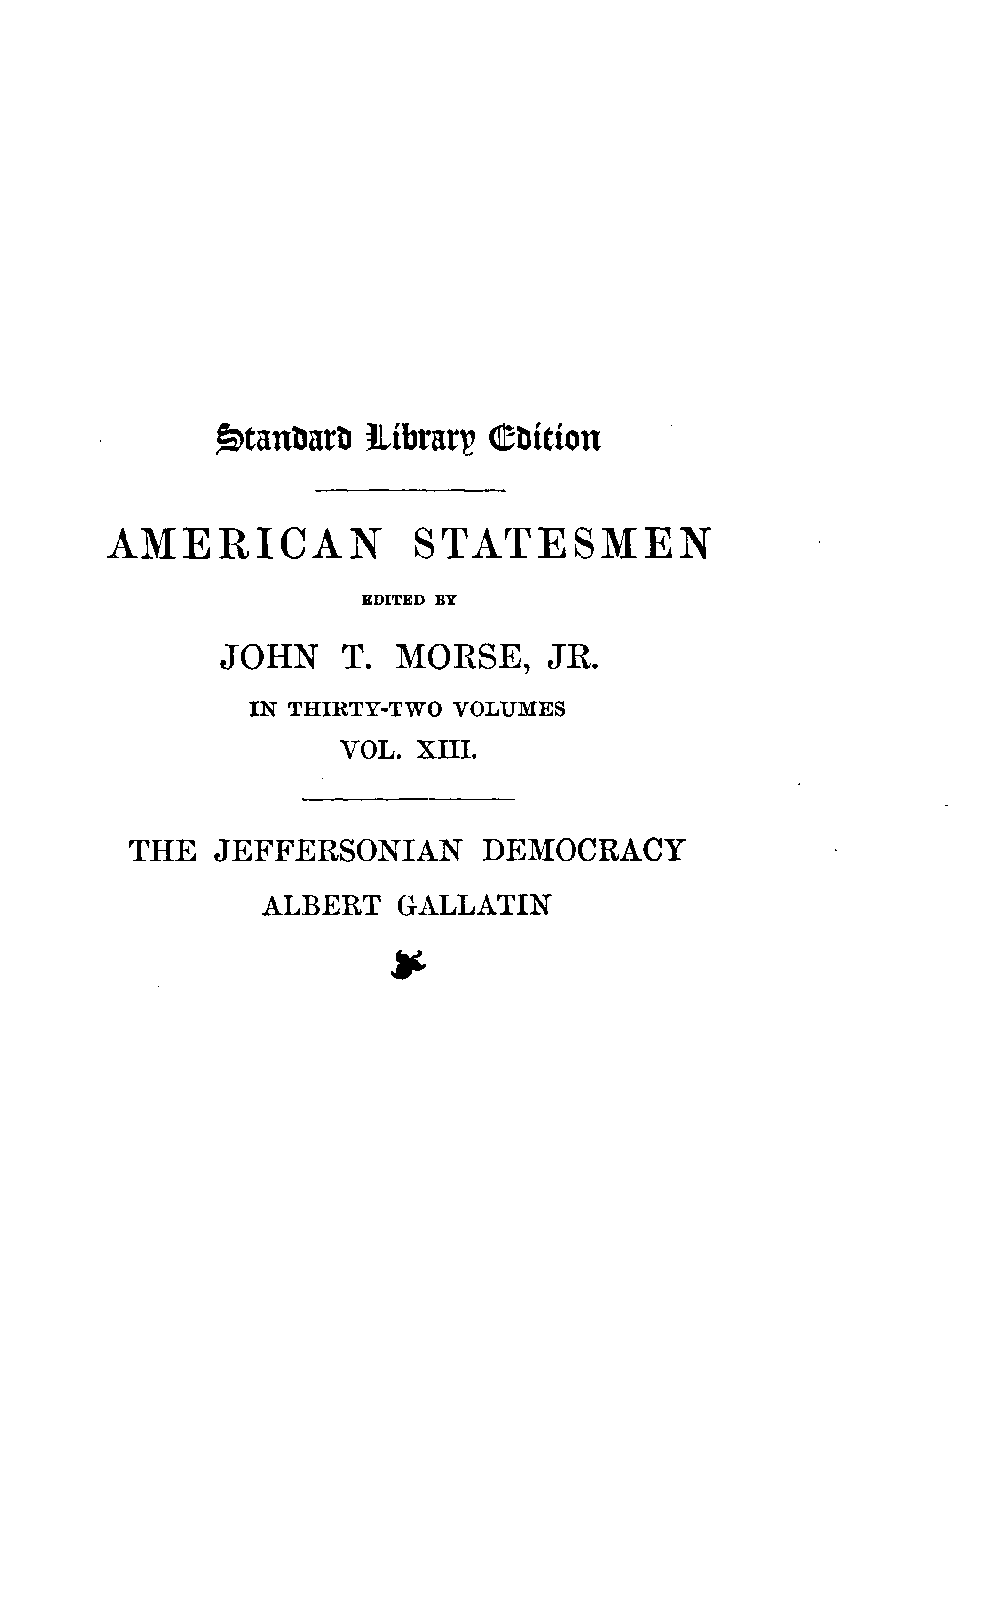 Standard Library Edition
AMERICAN STATESMEN
EDITED BY
JOHN T. MORSE, JR.
IN THIRTY-TWO VOLUMES
VOL. XIII.
THE JEFFERSONIAN DEMOCRACY
ALBERT GALLATIN